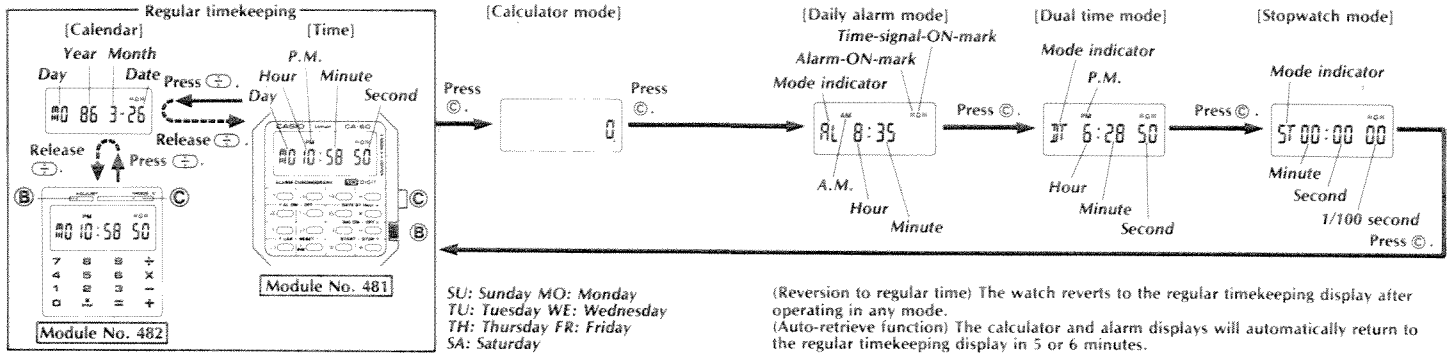 Regular timekeeping
[Calendar]
Year Month
Day Date
MO 86 3-26
Press ÷.
Release ÷.
Release ÷.
Press ÷.
[Time]
P.M.
Hour Minute
Day Second
CASIO CA-60
PM
MO 10:58 50
ALARM CHRONOGRAPH DIGIT
Ⓒ
Ⓑ
Module No. 481
Ⓑ ADJUST MODE Ⓒ
PM
MO 10:58 50
7 8 9 ÷
4 5 6 X
1 2 3 −
0 = +
Module No. 482
Press
Ⓒ.
[Calculator mode]
0.
Press
Ⓒ.
[Daily alarm mode]
Time-signal-ON-mark
Alarm-ON-mark
Mode indicator
AM
AL 8:35
A.M.
Hour
Minute
Press Ⓒ.
[Dual time mode]
Mode indicator
P.M.
PM
DT 6:28 50
Hour
Minute
Second
Press Ⓒ.
[Stopwatch mode]
Mode indicator
ST 00:00 00
Minute
Second
1/100 second
Press Ⓒ.
SU: Sunday MO: Monday
TU: Tuesday WE: Wednesday
TH: Thursday FR: Friday
SA: Saturday
(Reversion to regular time) The watch reverts to the regular timekeeping display after
operating in any mode.
(Auto-retrieve function) The calculator and alarm displays will automatically return to
the regular timekeeping display in 5 or 6 minutes.